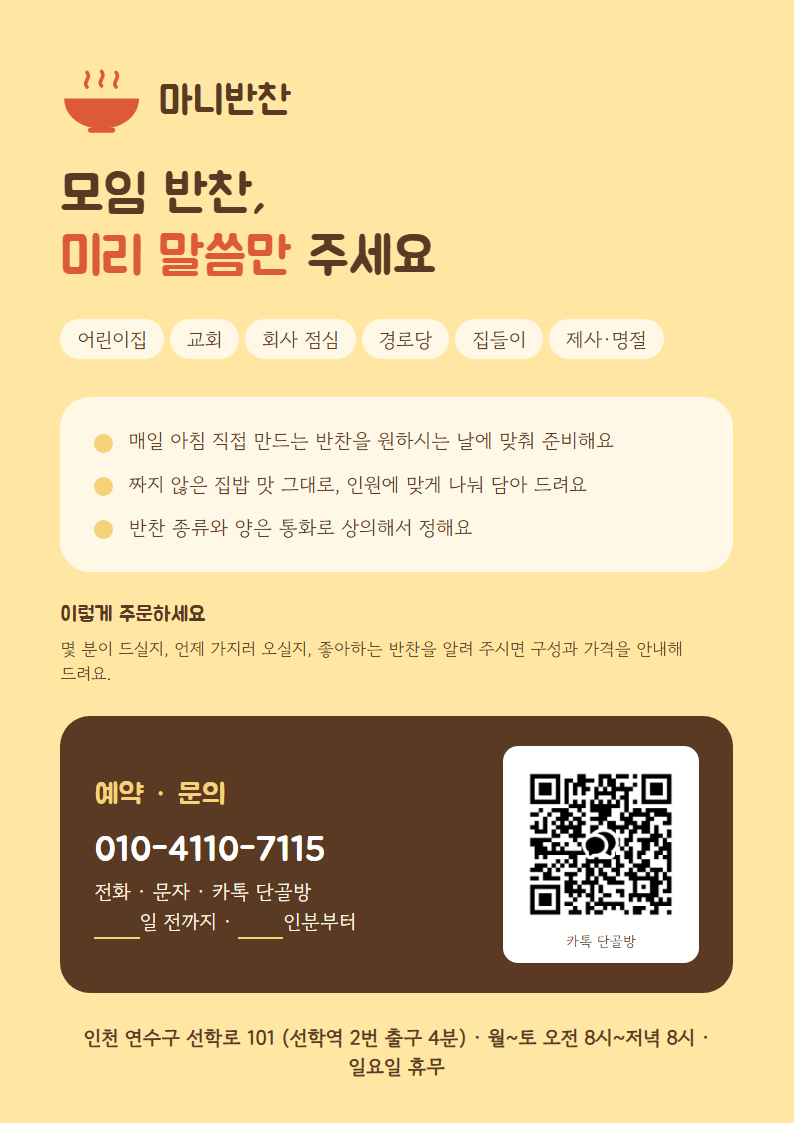 마니반찬
모임 반찬,
미리 말씀만 주세요
어린이집 교회 회사 점심 경로당 집들이 제사·명절
매일 아침 직접 만드는 반찬을 원하시는 날에 맞춰 준비해요
짜지 않은 집밥 맛 그대로, 인원에 맞게 나눠 담아 드려요
반찬 종류와 양은 통화로 상의해서 정해요
이렇게 주문하세요
몇 분이 드실지, 언제 가지러 오실지, 좋아하는 반찬을 알려 주시면 구성과 가격을 안내해
드려요.
예약 · 문의
010-4110-7115
전화 · 문자 · 카톡 단골방
____일 전까지 · ____인분부터
카톡 단골방
인천 연수구 선학로 101 (선학역 2번 출구 4분) · 월~토 오전 8시~저녁 8시 ·
일요일 휴무